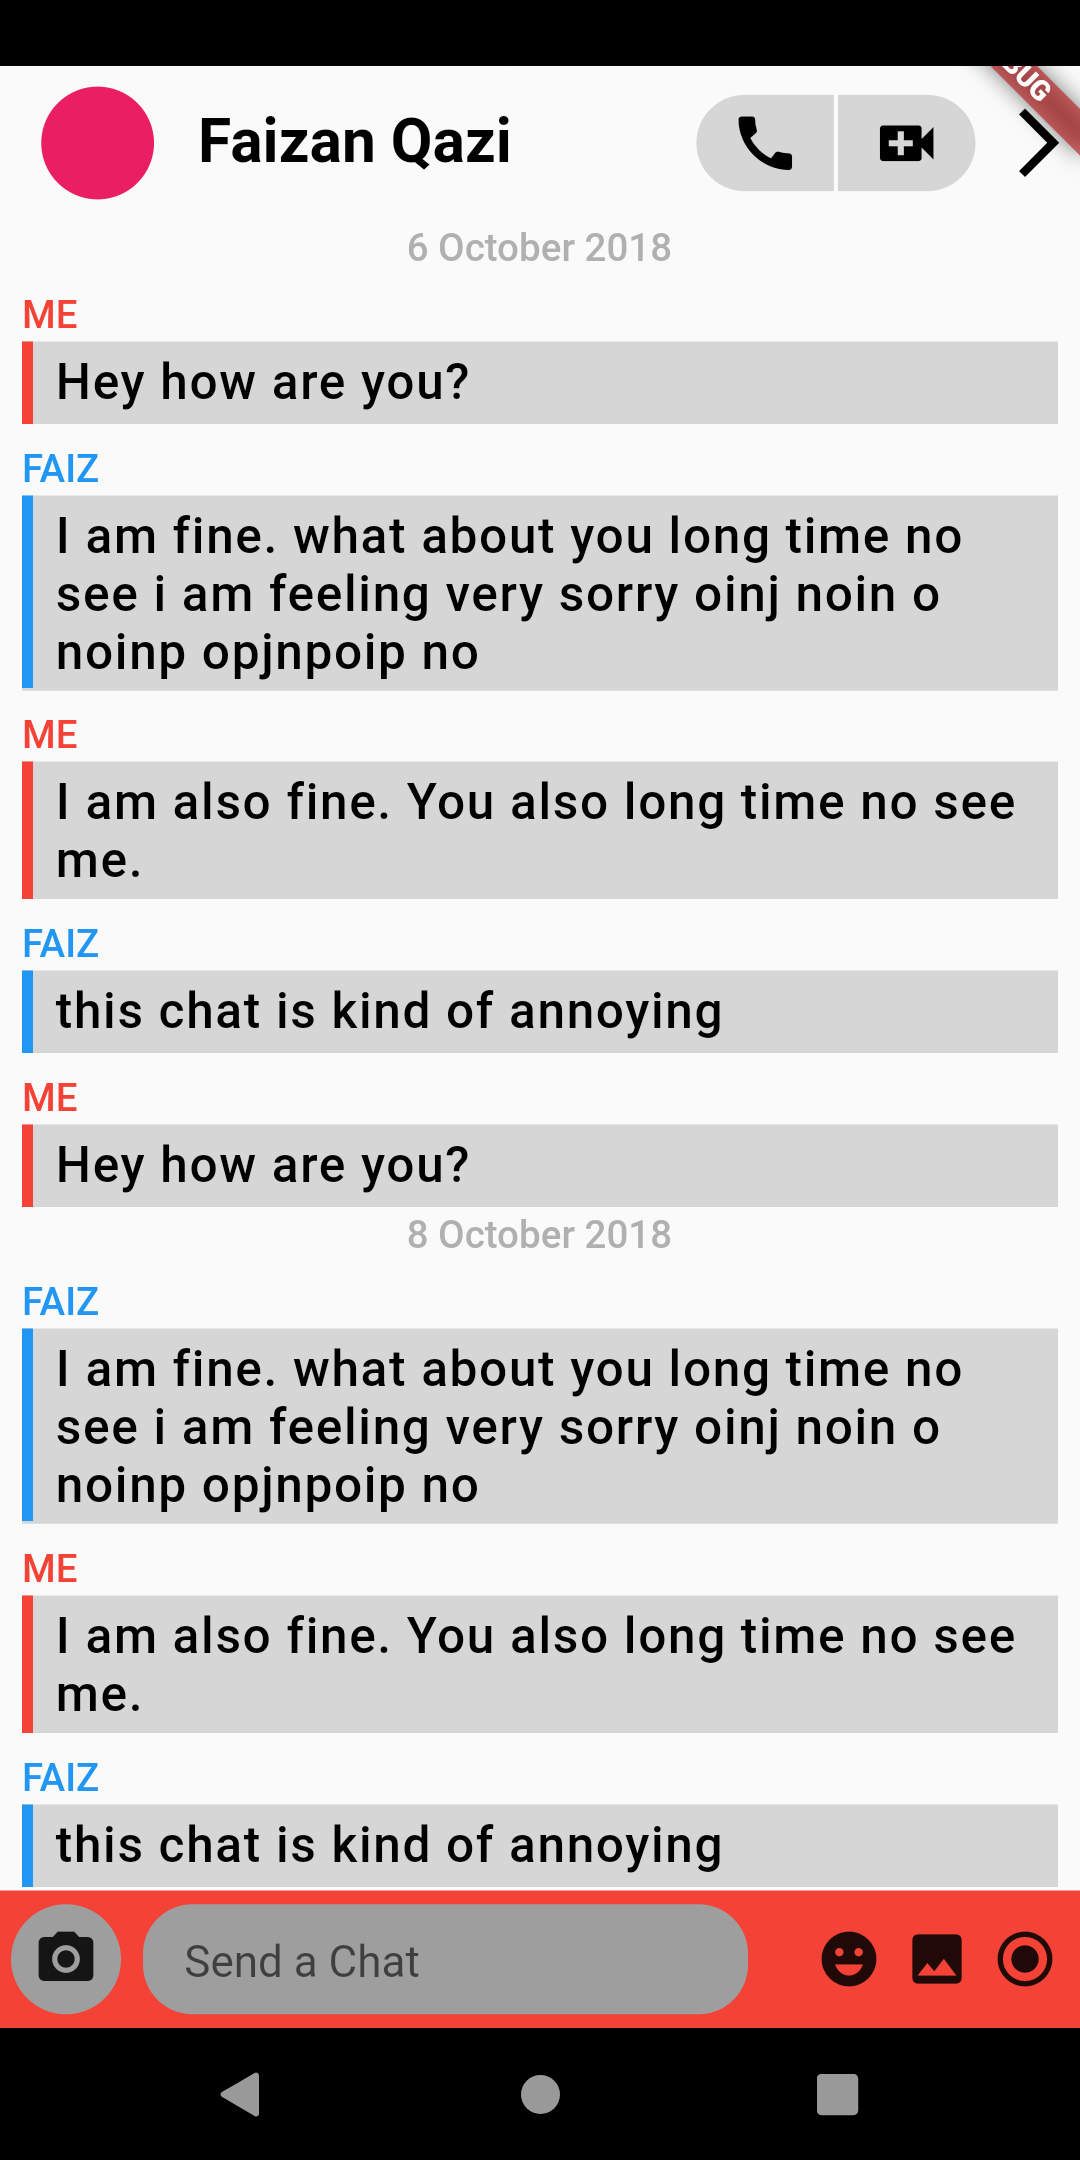 Faizan Qazi
6 October 2018
ME
Hey how are you?
FAIZ
I am fine. what about you long time no
see i am feeling very sorry oinj noin o
noinp opjnpoip no
ME
I am also fine. You also long time no see
me.
FAIZ
this chat is kind of annoying
ME
Hey how are you?
8 October 2018
FAIZ
I am fine. what about you long time no
see i am feeling very sorry oinj noin o
noinp opjnpoip no
ME
I am also fine. You also long time no see
me.
FAIZ
this chat is kind of annoying
Send a Chat